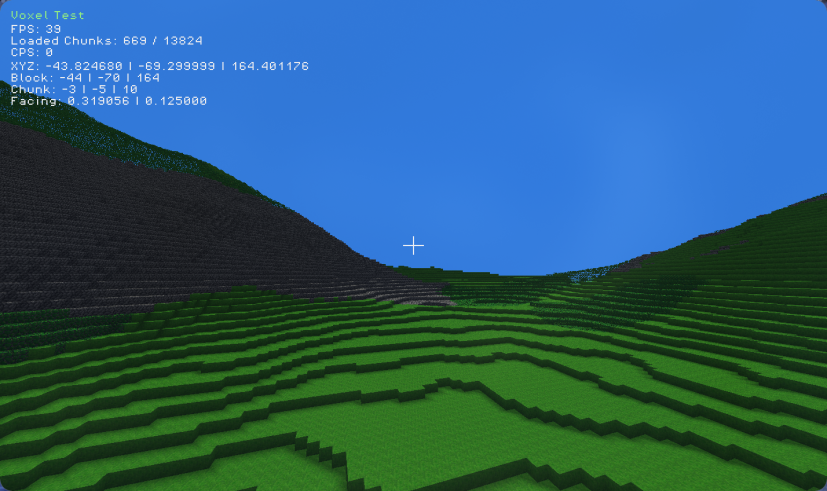 Voxel Test
FPS: 39
Loaded Chunks: 669 / 13824
CPS: 0
XYZ: -43.824680 | -69.299999 | 164.401176
Block: -44 | -70 | 164
Chunk: -3 | -5 | 10
Facing: 0.319056 | 0.125000